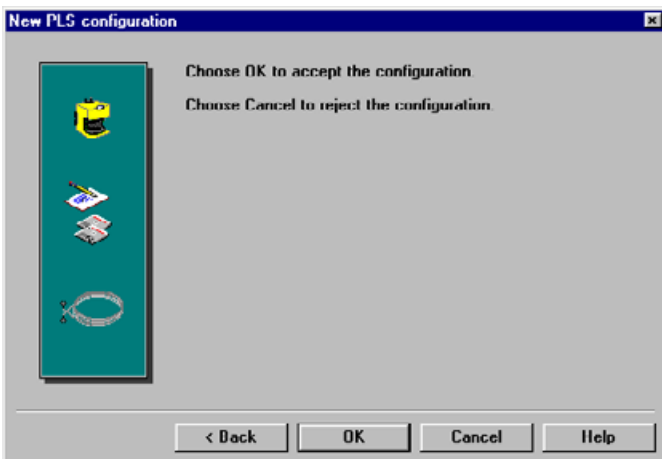 New PLS configuration
Choose OK to accept the configuration.
Choose Cancel to reject the configuration.
< Back
OK
Cancel
Help